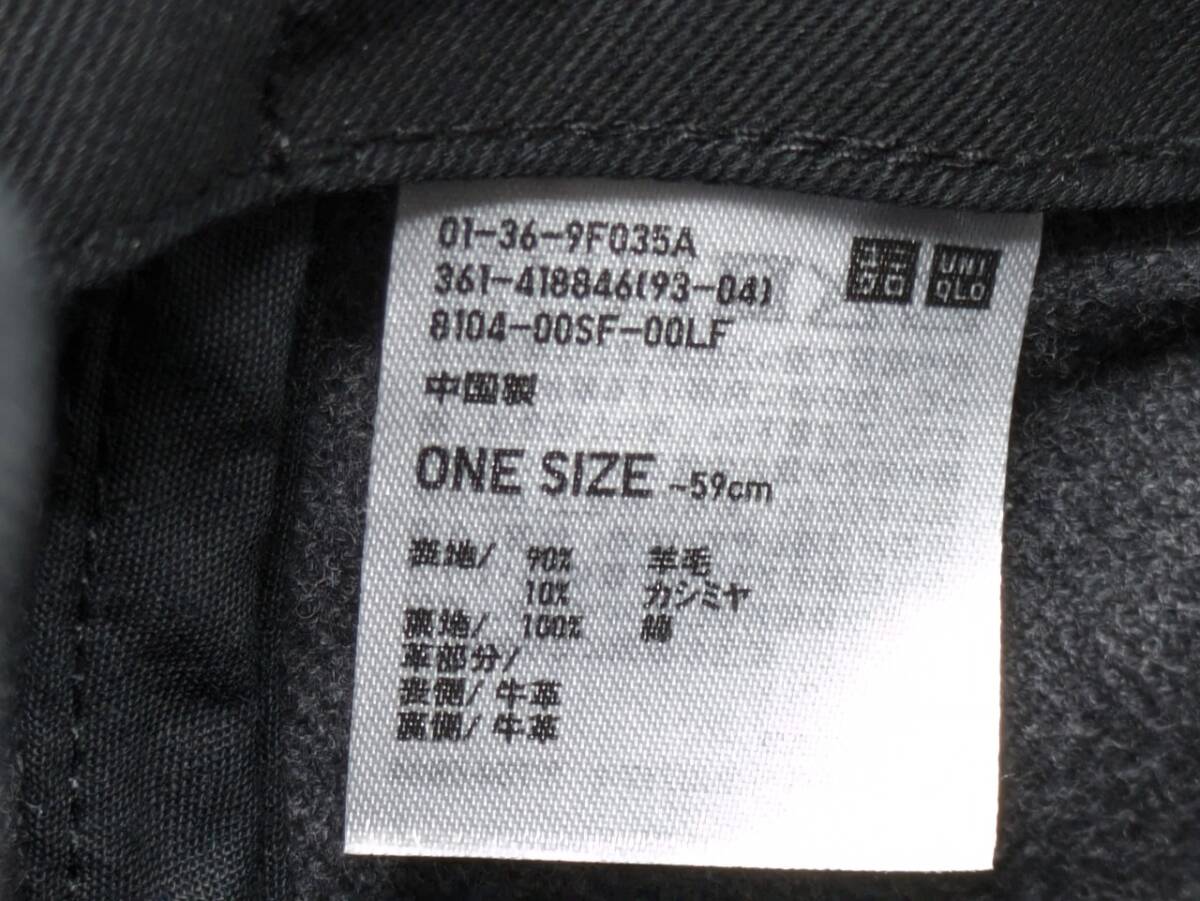 01-36-9F035A
361-418846(93-04)
8104-00SF-00LF
ユニ クロ
UNI QLO
中国製
ONE SIZE ~59cm
表地/ 90% 羊毛
10% カシミヤ
裏地/ 100% 綿
革部分/
表側/ 牛革
裏側/ 牛革